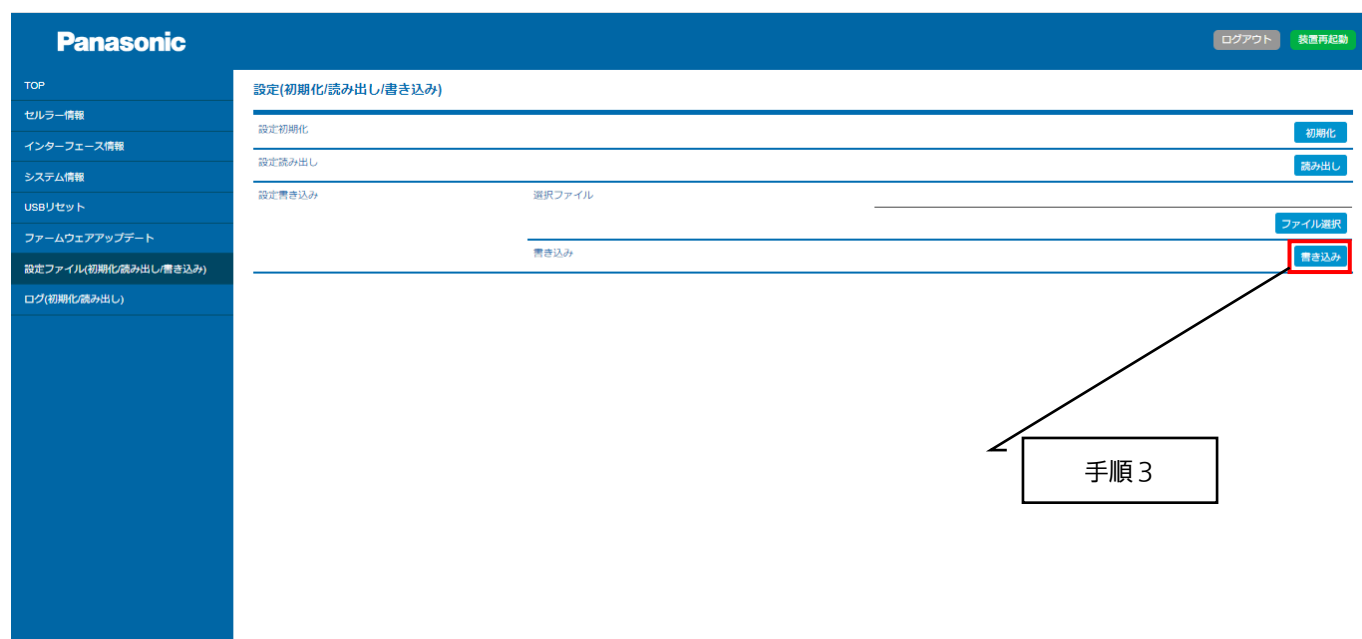 Panasonic
ログアウト 装置再起動
TOP
セルラー情報
インターフェース情報
システム情報
USBリセット
ファームウェアアップデート
設定ファイル(初期化/読み出し/書き込み)
ログ(初期化/読み出し)
設定(初期化/読み出し/書き込み)
設定初期化 初期化
設定読み出し 読み出し
設定書き込み 選択ファイル
ファイル選択
書き込み 書き込み
手順3